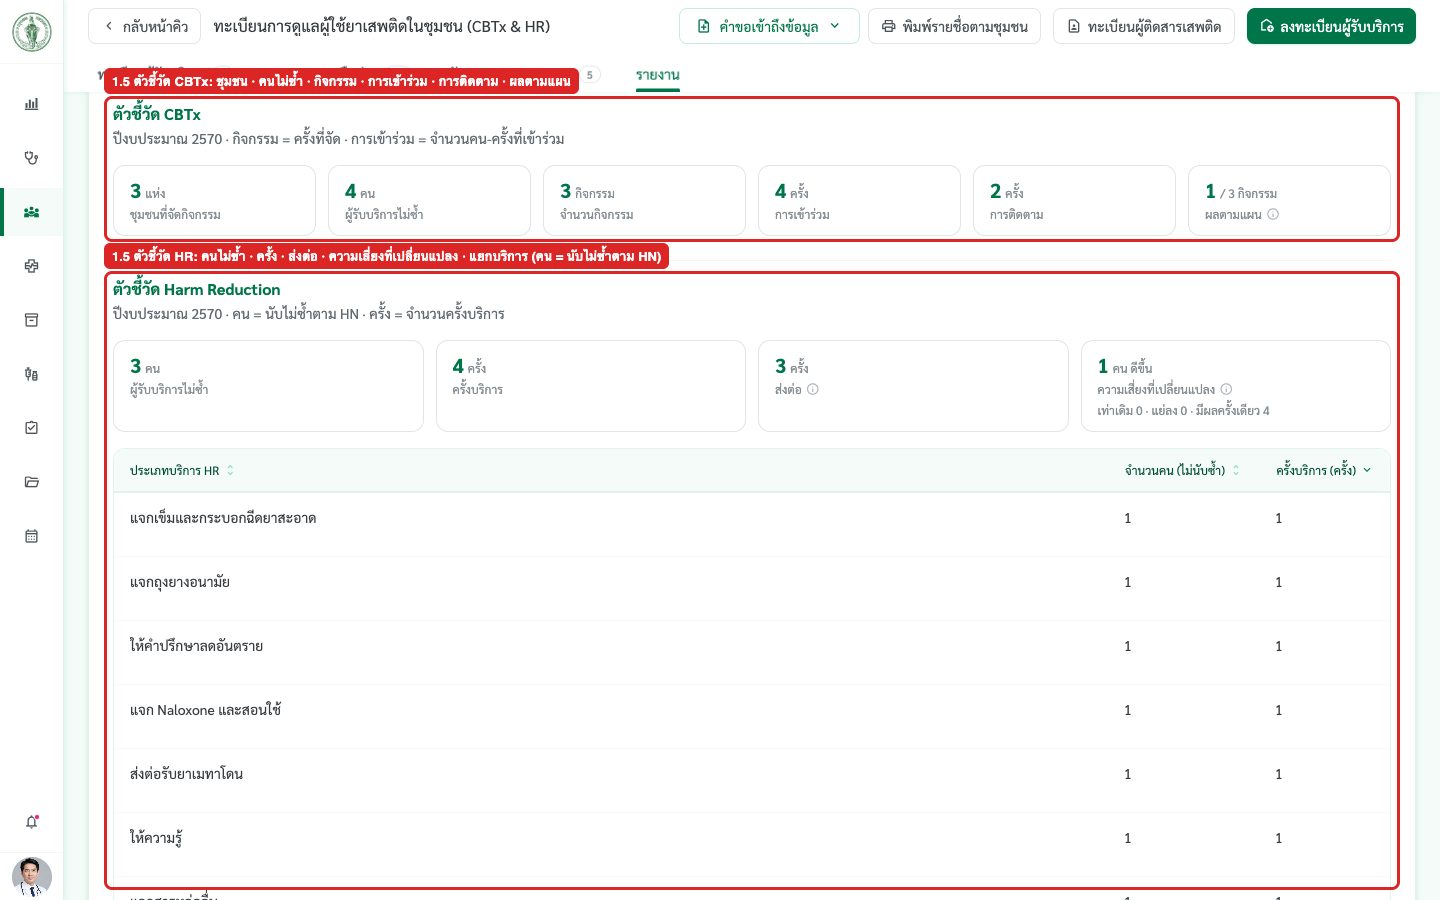 กลับหน้าคิว
ทะเบียนการดูแลผู้ใช้ยาเสพติดในชุมชน (CBTx & HR)
คำขอเข้าถึงข้อมูล
พิมพ์รายชื่อตามชุมชน
ทะเบียนผู้ติดสารเสพติด
ลงทะเบียนผู้รับบริการ
5
รายงาน
1.5 ตัวชี้วัด CBTx: ชุมชน · คนไม่ซ้ำ · กิจกรรม · การเข้าร่วม · การติดตาม · ผลตามแผน
ตัวชี้วัด CBTx
ปีงบประมาณ 2570 · กิจกรรม = ครั้งที่จัด · การเข้าร่วม = จำนวนคน-ครั้งที่เข้าร่วม
3 แห่ง
ชุมชนที่จัดกิจกรรม
4 คน
ผู้รับบริการไม่ซ้ำ
3 กิจกรรม
จำนวนกิจกรรม
4 ครั้ง
การเข้าร่วม
2 ครั้ง
การติดตาม
1 / 3 กิจกรรม
ผลตามแผน
1.5 ตัวชี้วัด HR: คนไม่ซ้ำ · ครั้ง · ส่งต่อ · ความเสี่ยงที่เปลี่ยนแปลง · แยกบริการ (คน = นับไม่ซ้ำตาม HN)
ตัวชี้วัด Harm Reduction
ปีงบประมาณ 2570 · คน = นับไม่ซ้ำตาม HN · ครั้ง = จำนวนครั้งบริการ
3 คน
ผู้รับบริการไม่ซ้ำ
4 ครั้ง
ครั้งบริการ
3 ครั้ง
ส่งต่อ
1 คน ดีขึ้น
ความเสี่ยงที่เปลี่ยนแปลง
เท่าเดิม 0 · แย่ลง 0 · มีผลครั้งเดียว 4
ประเภทบริการ HR จำนวนคน (ไม่นับซ้ำ) ครั้งบริการ (ครั้ง)
แจกเข็มและกระบอกฉีดยาสะอาด 1 1
แจกถุงยางอนามัย 1 1
ให้คำปรึกษาลดอันตราย 1 1
แจก Naloxone และสอนใช้ 1 1
ส่งต่อรับยาเมทาโดน 1 1
ให้ความรู้ 1 1